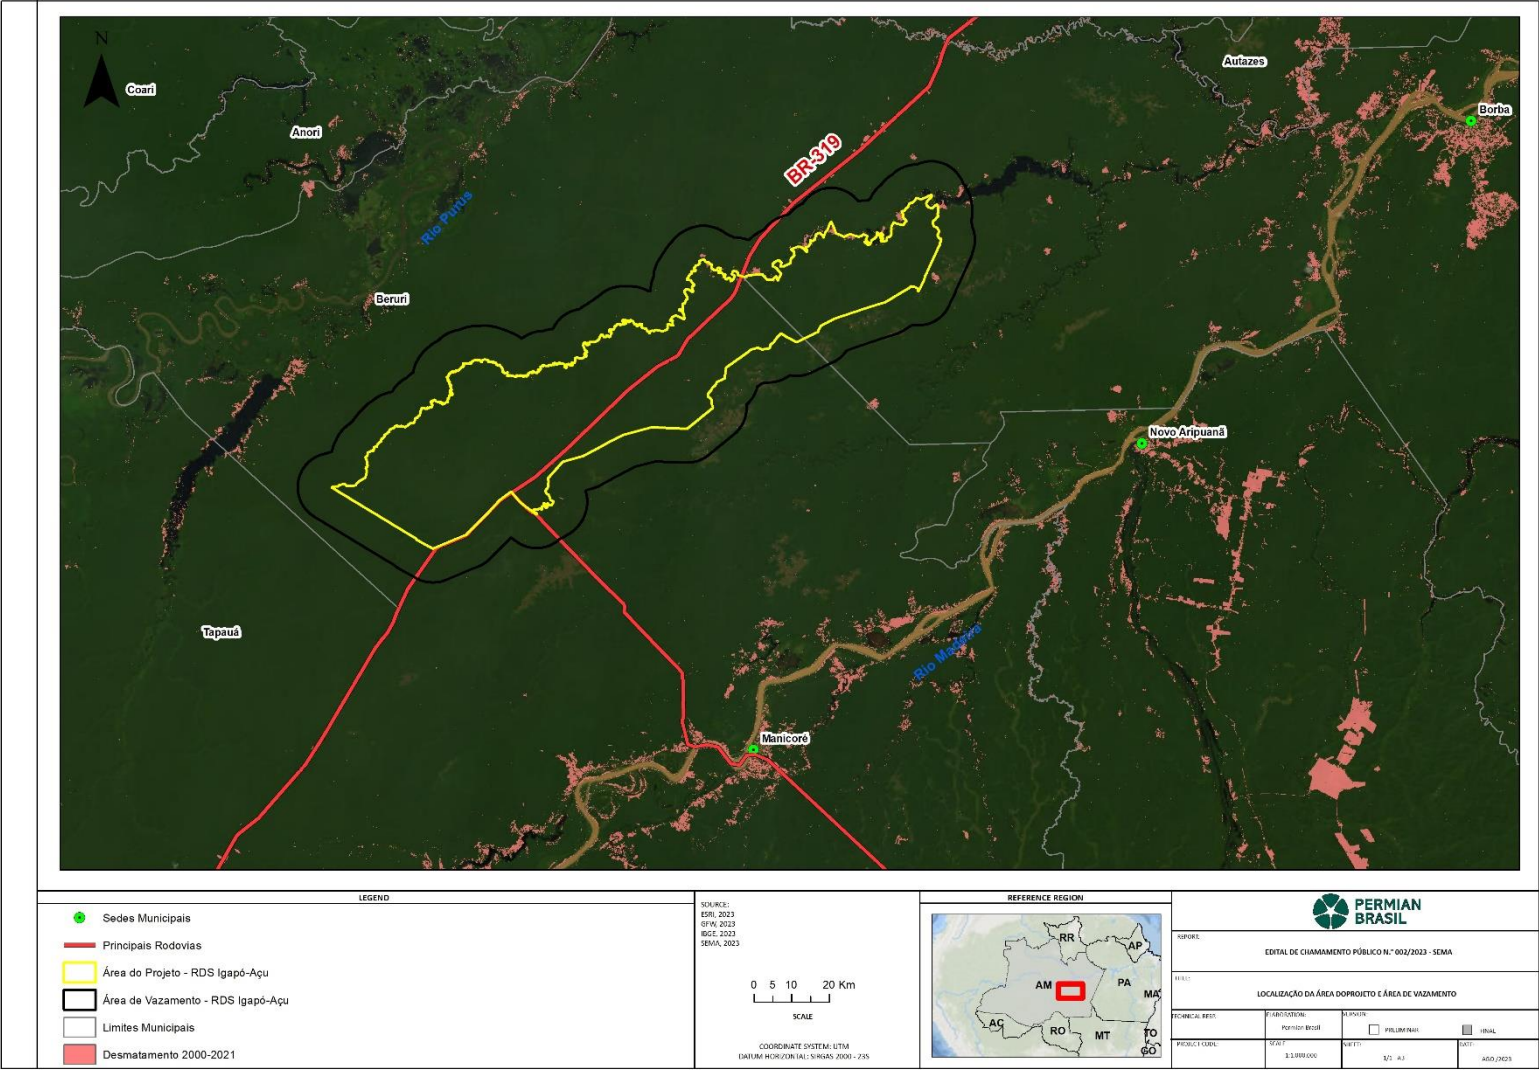 N
Coari
Autazes
Borba
Anori
BR-319
Rio Purus
Beruri
Novo Aripuanã
Tapauá
Rio Madeira
Manicoré
LEGEND
Sedes Municipais
Principais Rodovias
Área do Projeto - RDS Igapó-Açu
Área de Vazamento - RDS Igapó-Açu
Limites Municipais
Desmatamento 2000-2021
SOURCE:
ESRI, 2023
GFW, 2023
IBGE, 2023
SEMA, 2023
0 5 10 20 Km
SCALE
COORDINATE SYSTEM: UTM
DATUM HORIZONTAL: SIRGAS 2000 - 23S
REFERENCE REGION
RR
AP
AM
PA
MA
AC
RO
MT
TO
GO
PERMIAN
BRASIL
REPORT:
EDITAL DE CHAMAMENTO PÚBLICO N.° 002/2023 - SEMA
TITLE:
LOCALIZAÇÃO DA ÁREA DOPROJETO E ÁREA DE VAZAMENTO
TECHNICAL RESP.
ELABORATION:
Permian Brasil
PRELIMINAR
FINAL
PROJECT CODE:
SCALE
1:1.000.000
SHEET:
1/1 A3
DATE:
AGO/2023